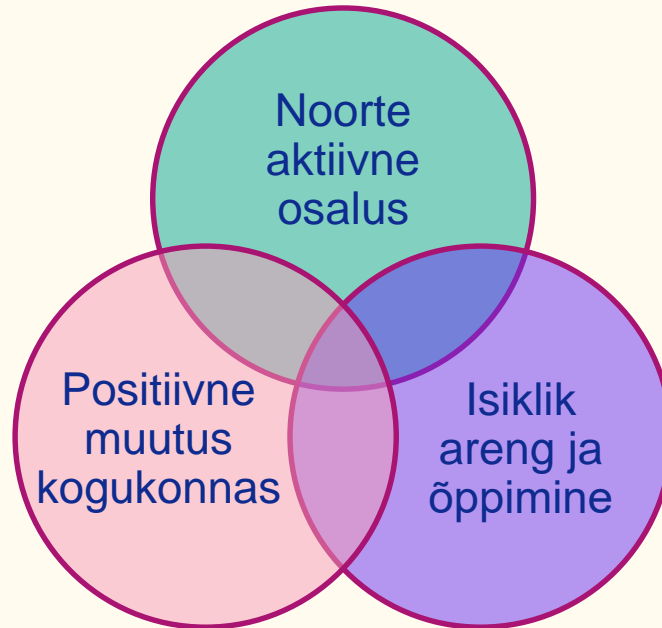 Noorte
aktiivne
osalus
Positiivne
muutus
kogukonnas
Isiklik
areng ja
õppimine